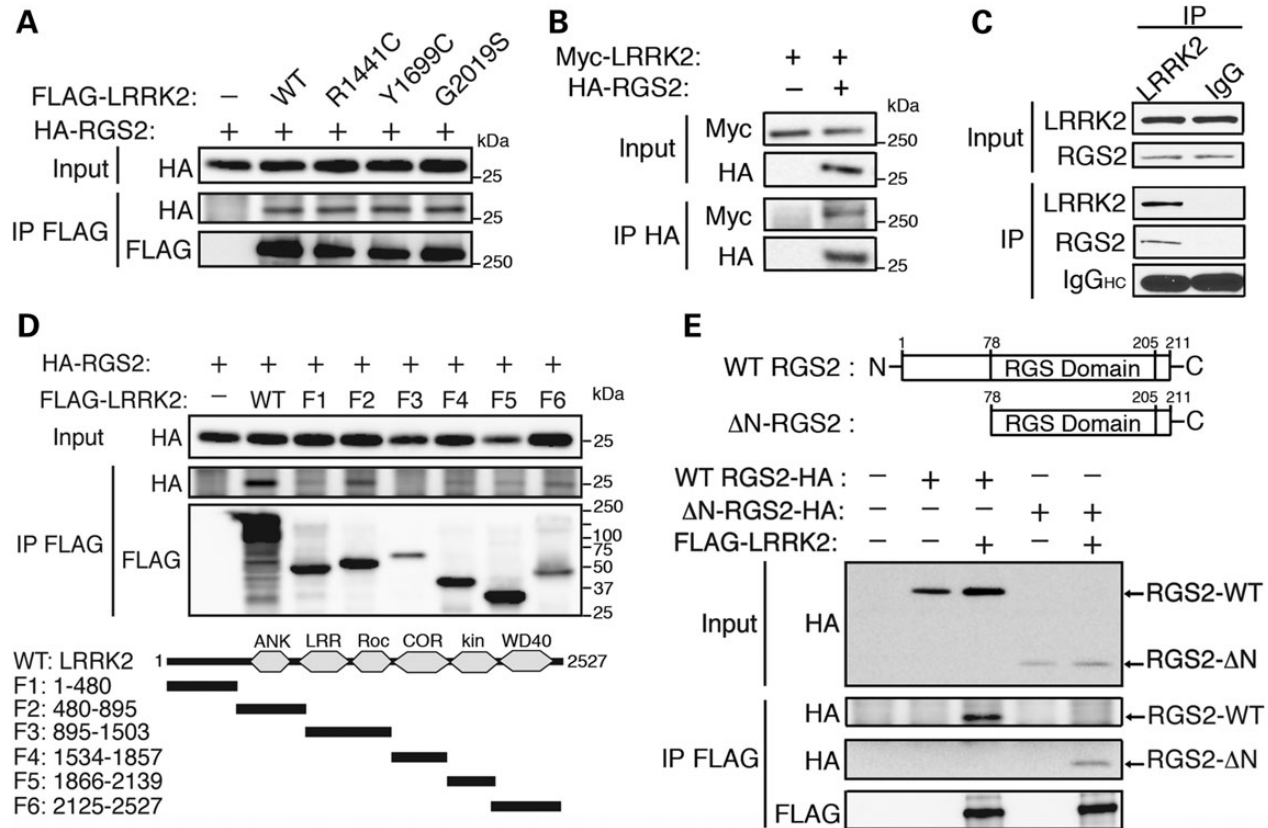 A
FLAG-LRRK2: – WT R1441C Y1699C G2019S
HA-RGS2: + + + + +
kDa
Input HA 25
IP FLAG HA 25
FLAG 250
B
Myc-LRRK2: + +
HA-RGS2: – +
kDa
Input Myc 250
HA 25
IP HA Myc 250
HA 25
C
IP
LRRK2 IgG
Input LRRK2
RGS2
IP LRRK2
RGS2
IgGHC
D
HA-RGS2: + + + + + + + +
FLAG-LRRK2: – WT F1 F2 F3 F4 F5 F6 kDa
Input HA 25
IP FLAG HA 25
FLAG 250
100
75
50
37
25
ANK LRR Roc COR kin WD40
WT: LRRK2 1 2527
F1: 1-480
F2: 480-895
F3: 895-1503
F4: 1534-1857
F5: 1866-2139
F6: 2125-2527
E
1 78 205 211
WT RGS2 : N RGS Domain C
78 205 211
ΔN-RGS2 : RGS Domain C
WT RGS2-HA : – + + – –
ΔN-RGS2-HA: – – – + +
FLAG-LRRK2: – – + – +
Input HA RGS2-WT
RGS2-ΔN
IP FLAG HA RGS2-WT
HA RGS2-ΔN
FLAG